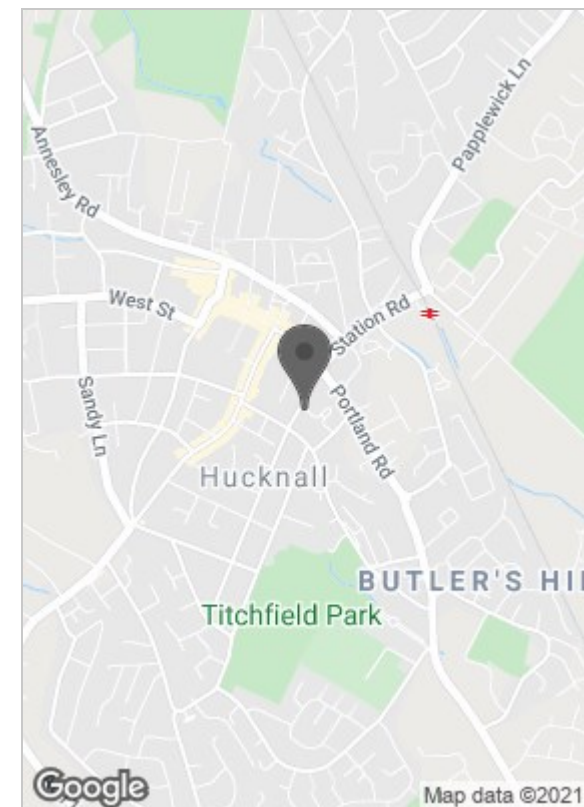 Papplewick Ln
Annesley Rd
West St
Station Rd
Sandy Ln
Portland Rd
Hucknall
BUTLER'S HIL
Titchfield Park
Google
Map data ©2021